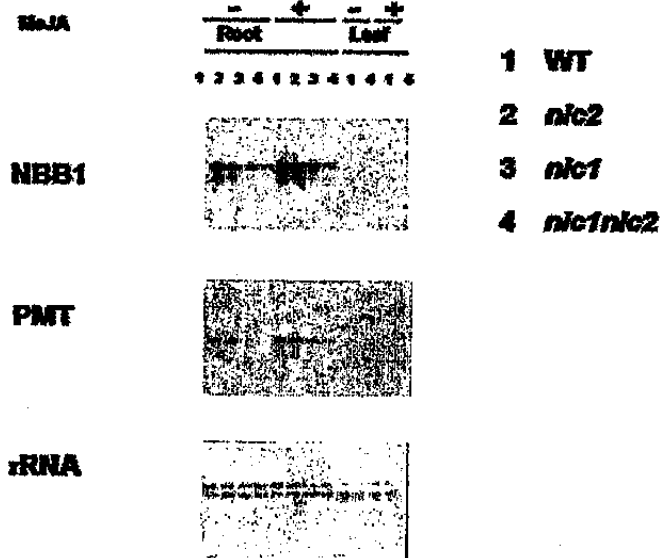 MeJA
- + - +
Root Leaf
1 2 3 4 1 2 3 4 1 4 1 4
1 WT
2 nic2
3 nic1
4 nic1nic2
NBB1
PMT
rRNA